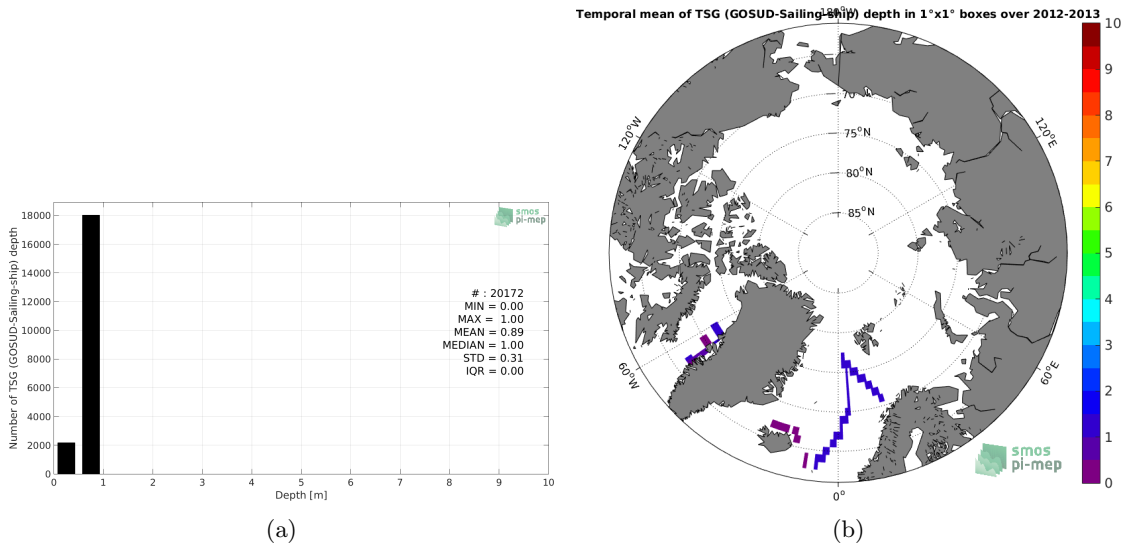 Temporal mean of TSG (GOSUD-Sailing-ship) depth in 1°x1° boxes over 2012-2013
Number of TSG (GOSUD-Sailing-ship) depth
18000
16000
14000
12000
10000
8000
6000
4000
2000
0
smos
pi-mep
# : 20172
MIN = 0.00
MAX = 1.00
MEAN = 0.89
MEDIAN = 1.00
STD = 0.31
IQR = 0.00
0 1 2 3 4 5 6 7 8 9 10
Depth [m]
(a)
180°W
120°W
120°E
70
75°N
80°N
85°N
60°W
60°E
0°
smos
pi-mep
10
9
8
7
6
5
4
3
2
1
0
(b)